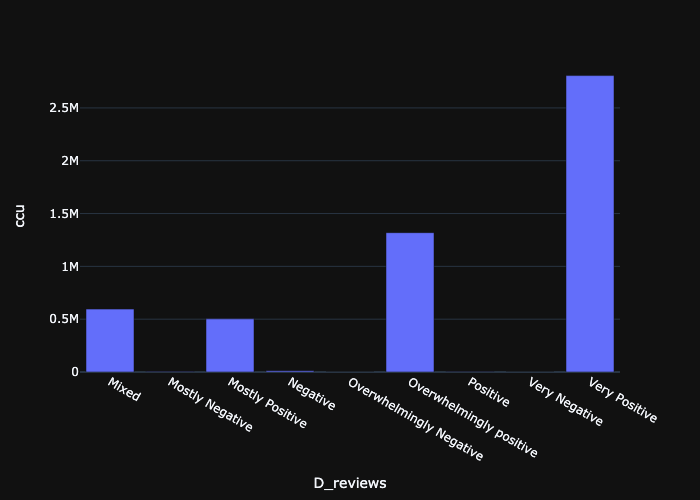 2.5M
2M
1.5M
1M
0.5M
0
ccu
Mixed
Mostly Negative
Mostly Positive
Negative
Overwhelmingly Negative
Overwhelmingly positive
Positive
Very Negative
Very Positive
D_reviews